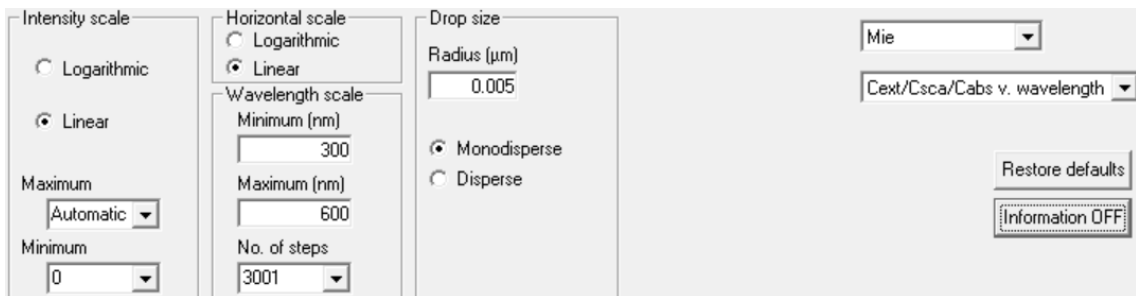 Intensity scale
Logarithmic
Linear
Maximum
Automatic
Minimum
0
Horizontal scale
Logarithmic
Linear
Wavelength scale
Minimum (nm)
300
Maximum (nm)
600
No. of steps
3001
Drop size
Radius (µm)
0.005
Monodisperse
Disperse
Mie
Cext/Csca/Cabs v. wavelength
Restore defaults
Information OFF